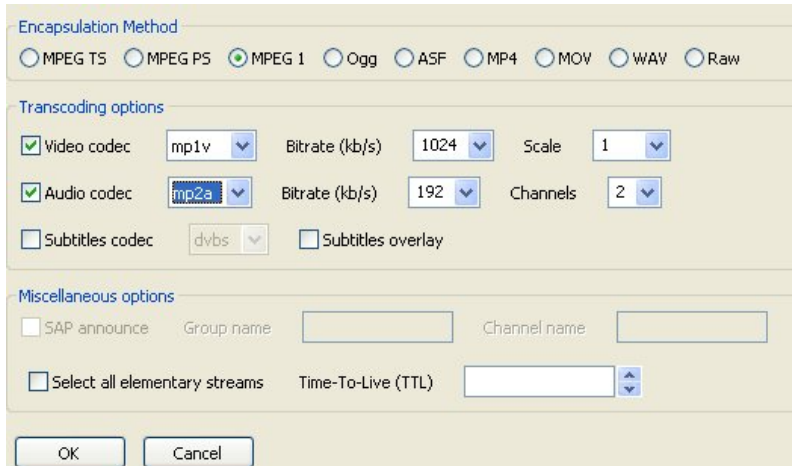 Encapsulation Method
MPEG TS MPEG PS MPEG 1 Ogg ASF MP4 MOV WAV Raw
Transcoding options
Video codec mp1v Bitrate (kb/s) 1024 Scale 1
Audio codec mp2a Bitrate (kb/s) 192 Channels 2
Subtitles codec dvbs Subtitles overlay
Miscellaneous options
SAP announce Group name Channel name
Select all elementary streams Time-To-Live (TTL)
OK Cancel